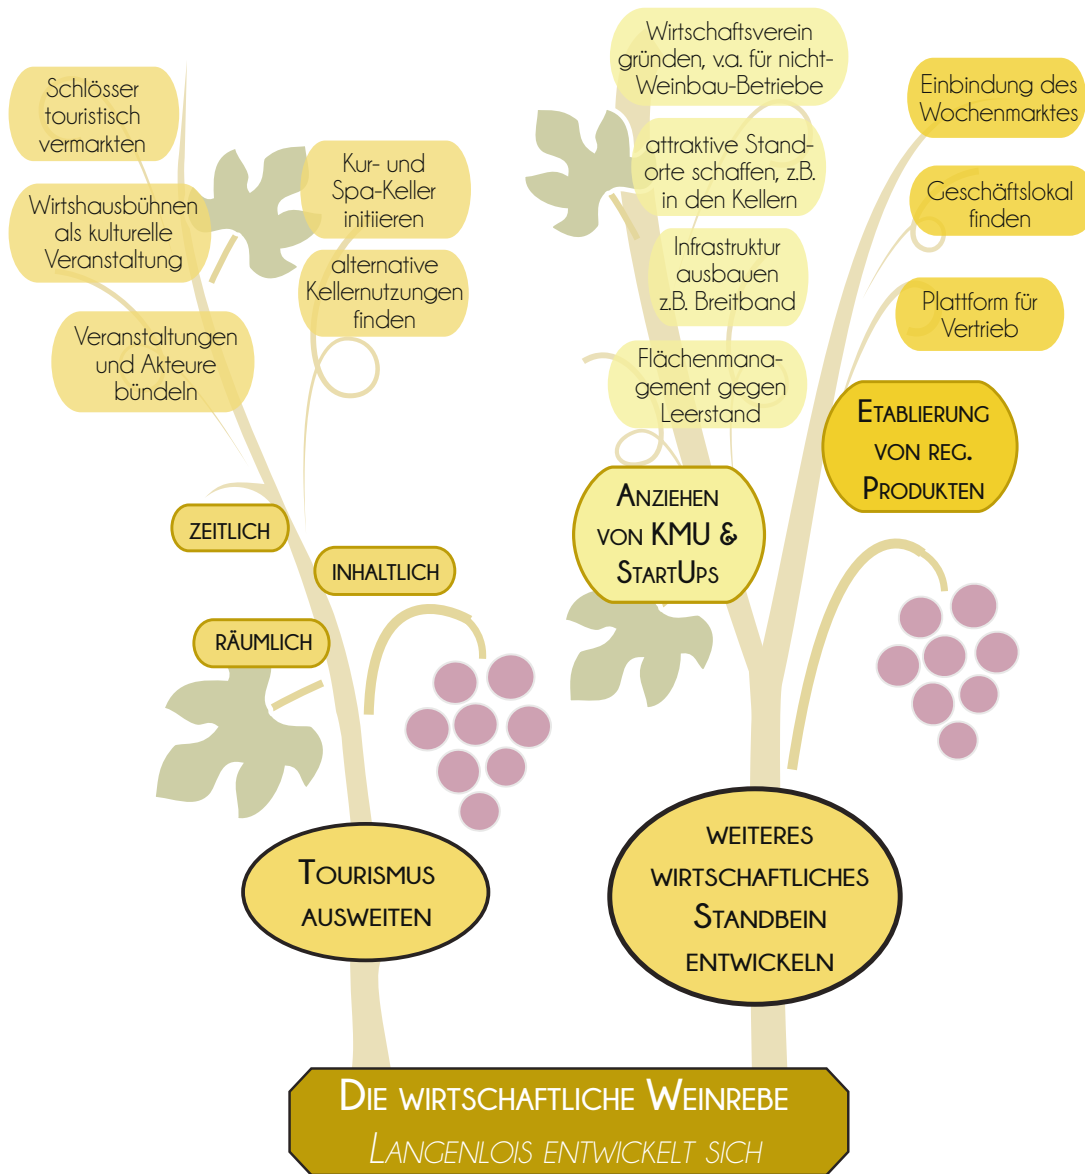 Wirtschaftsverein
gründen, v.a. für nicht-
Weinbau-Betriebe
Schlösser
touristisch
vermarkten
Einbindung des
Wochenmarktes
attraktive Stand-
orte schaffen, z.B.
in den Kellern
Kur- und
Spa-Keller
initiieren
Wirtshausbühnen
als kulturelle
Veranstaltung
Geschäftslokal
finden
Infrastruktur
ausbauen
z.B. Breitband
alternative
Kellernutzungen
finden
Plattform für
Vertrieb
Veranstaltungen
und Akteure
bündeln
Flächenmana-
gement gegen
Leerstand
Etablierung
von reg.
Produkten
Anziehen
von KMU &
StartUps
zeitlich
inhaltlich
räumlich
Tourismus
ausweiten
weiteres
wirtschaftliches
Standbein
entwickeln
Die wirtschaftliche Weinrebe
Langenlois entwickelt sich